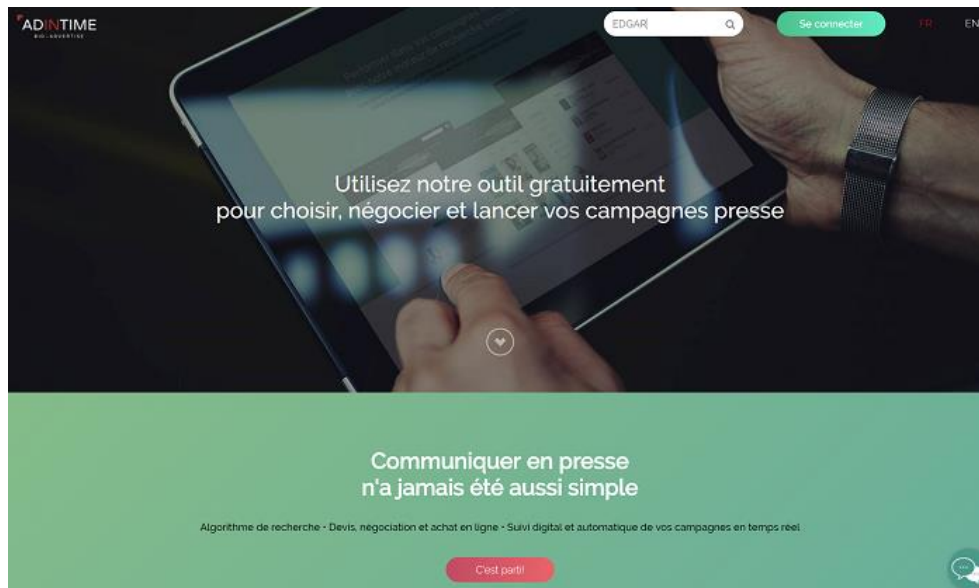 ADINTIME
BID & ADVERTISE
EDGAR
Se connecter
FR
EN
Utilisez notre outil gratuitement
pour choisir, négocier et lancer vos campagnes presse
Communiquer en presse
n'a jamais été aussi simple
Algorithme de recherche • Devis, négociation et achat en ligne • Suivi digital et automatique de vos campagnes en temps réel
C'est parti!